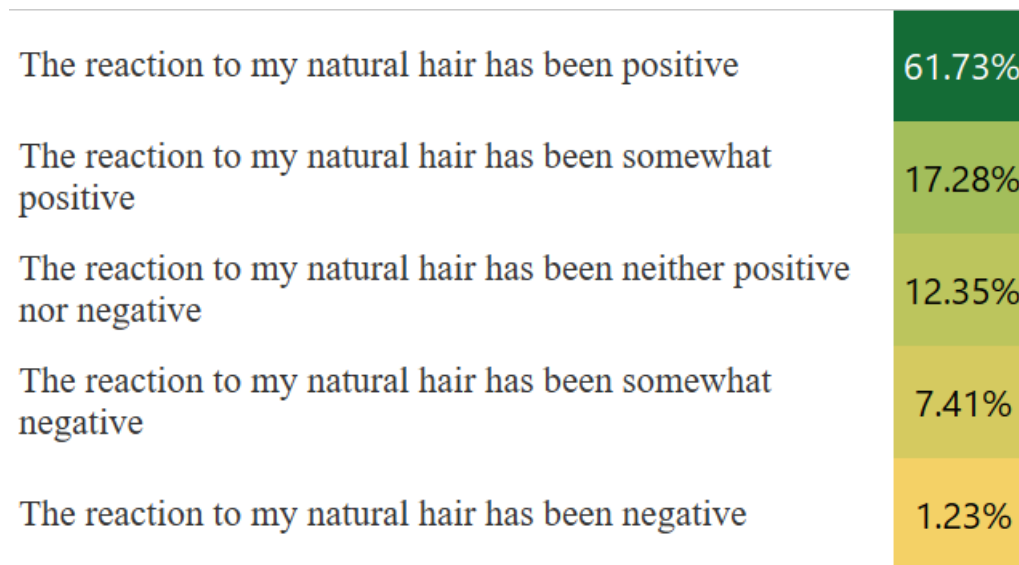 The reaction to my natural hair has been positive
61.73%
The reaction to my natural hair has been somewhat
positive
17.28%
The reaction to my natural hair has been neither positive
nor negative
12.35%
The reaction to my natural hair has been somewhat
negative
7.41%
The reaction to my natural hair has been negative
1.23%